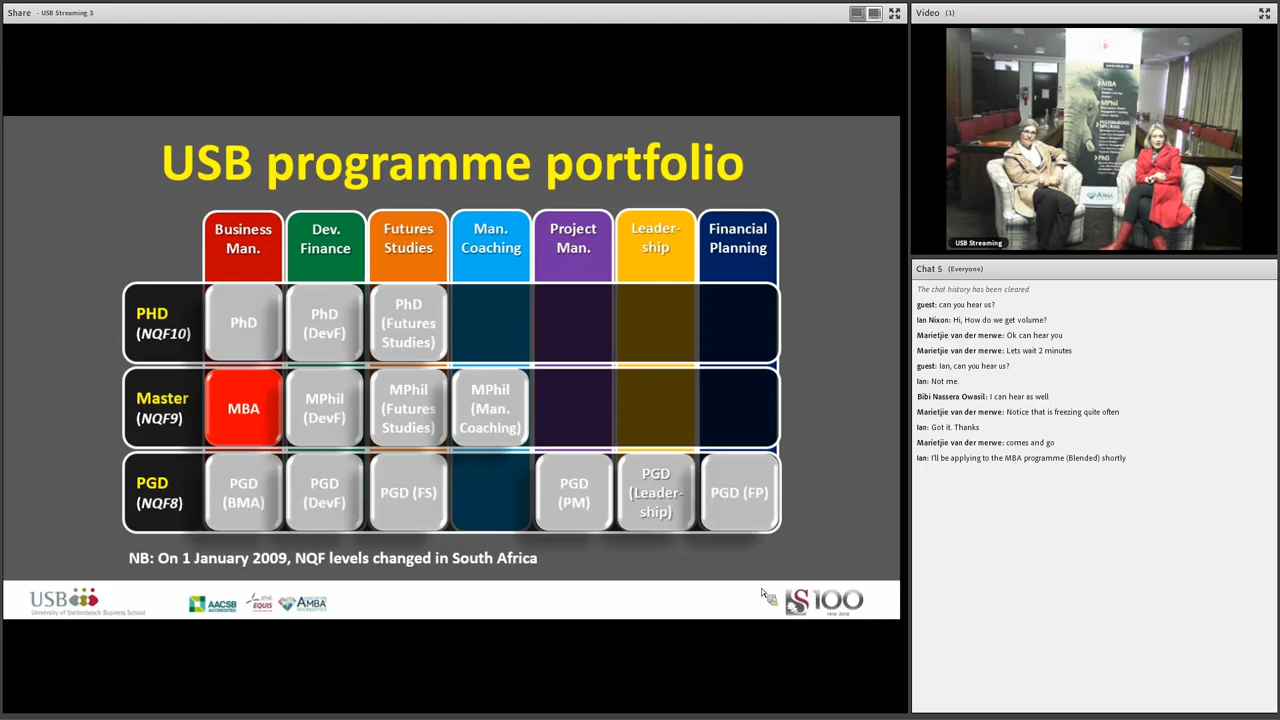 Share - USB Streaming 3
USB programme portfolio
Business Man.
Dev. Finance
Futures Studies
Man. Coaching
Project Man.
Leader-ship
Financial Planning
PHD (NQF10)
PhD
PhD (DevF)
PhD (Futures Studies)
Master (NQF9)
MBA
MPhil (DevF)
MPhil (Futures Studies)
MPhil (Man. Coaching)
PGD (NQF8)
PGD (BMA)
PGD (DevF)
PGD (FS)
PGD (PM)
PGD (Leader-ship)
PGD (FP)
NB: On 1 January 2009, NQF levels changed in South Africa
USB
University of Stellenbosch Business School
AACSB ACCREDITED
EQUIS
AMBA
100
Video (1)
MBA
MPhil
PhD
AMBA
USB Streaming
Chat 5 (Everyone)
The chat history has been cleared
guest: can you hear us?
Ian Nixon: Hi, How do we get volume?
Marietjie van der merwe: Ok can hear you
Marietjie van der merwe: Lets wait 2 minutes
guest: Ian, can you hear us?
Ian: Not me.
Bibi Nassera Owasil: I can hear as well
Marietjie van der merwe: Notice that is freezing quite often
Ian: Got it. Thanks
Marietjie van der merwe: comes and go
Ian: I'll be applying to the MBA programme (Blended) shortly